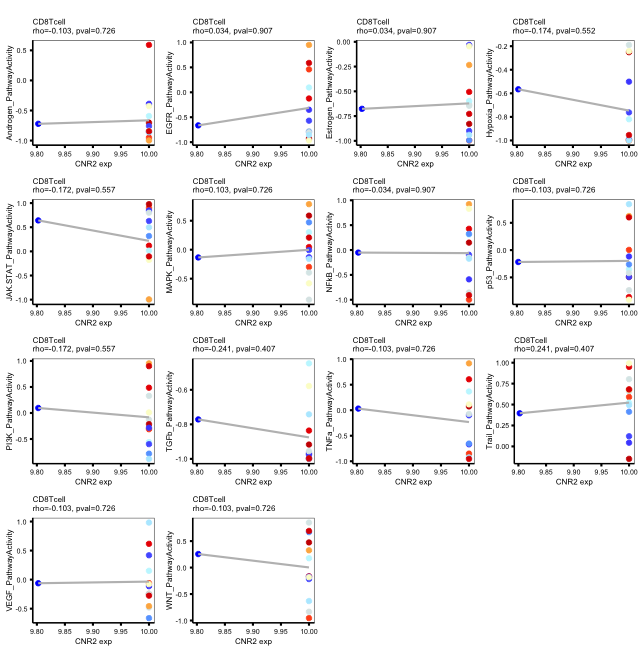 CD8Tcell
rho=-0.103, pval=0.726
Androgen_PathwayActivity
0.5
0.0
-0.5
-1.0
9.80 9.85 9.90 9.95 10.00
CNR2 exp
CD8Tcell
rho=0.034, pval=0.907
EGFR_PathwayActivity
1.0
0.5
0.0
-0.5
-1.0
9.80 9.85 9.90 9.95 10.00
CNR2 exp
CD8Tcell
rho=0.034, pval=0.907
Estrogen_PathwayActivity
0.00
-0.25
-0.50
-0.75
-1.00
9.80 9.85 9.90 9.95 10.00
CNR2 exp
CD8Tcell
rho=-0.174, pval=0.552
Hypoxia_PathwayActivity
-0.2
-0.4
-0.6
-0.8
-1.0
9.80 9.85 9.90 9.95 10.00
CNR2 exp
CD8Tcell
rho=-0.172, pval=0.557
JAK-STAT_PathwayActivity
1.0
0.5
0.0
-0.5
-1.0
9.80 9.85 9.90 9.95 10.00
CNR2 exp
CD8Tcell
rho=0.103, pval=0.726
MAPK_PathwayActivity
0.5
0.0
-0.5
9.80 9.85 9.90 9.95 10.00
CNR2 exp
CD8Tcell
rho=-0.034, pval=0.907
NFkB_PathwayActivity
0.5
0.0
-0.5
-1.0
9.80 9.85 9.90 9.95 10.00
CNR2 exp
CD8Tcell
rho=-0.103, pval=0.726
p53_PathwayActivity
0.5
0.0
-0.5
9.80 9.85 9.90 9.95 10.00
CNR2 exp
CD8Tcell
rho=-0.172, pval=0.557
PI3K_PathwayActivity
0.5
0.0
-0.5
9.80 9.85 9.90 9.95 10.00
CNR2 exp
CD8Tcell
rho=-0.241, pval=0.407
TGFb_PathwayActivity
-0.6
-0.8
-1.0
9.80 9.85 9.90 9.95 10.00
CNR2 exp
CD8Tcell
rho=-0.103, pval=0.726
TNFa_PathwayActivity
1.0
0.5
0.0
-0.5
-1.0
9.80 9.85 9.90 9.95 10.00
CNR2 exp
CD8Tcell
rho=0.241, pval=0.407
Trail_PathwayActivity
1.00
0.75
0.50
0.25
0.00
9.80 9.85 9.90 9.95 10.00
CNR2 exp
CD8Tcell
rho=-0.103, pval=0.726
VEGF_PathwayActivity
1.0
0.5
0.0
-0.5
9.80 9.85 9.90 9.95 10.00
CNR2 exp
CD8Tcell
rho=-0.103, pval=0.726
WNT_PathwayActivity
0.5
0.0
-0.5
-1.0
9.80 9.85 9.90 9.95 10.00
CNR2 exp